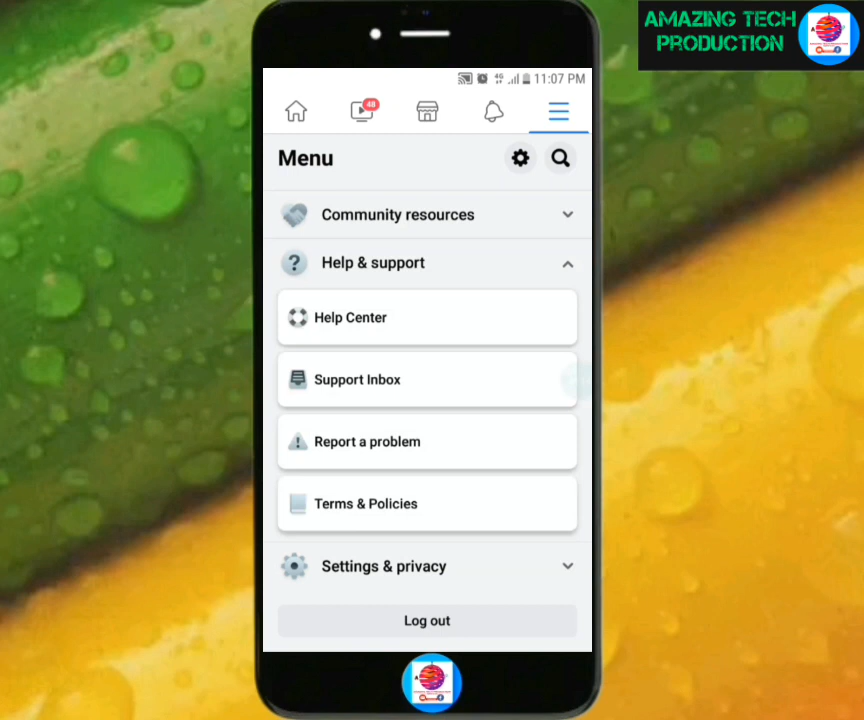 AMAZING TECH
PRODUCTION
4G
11:07 PM
48
Menu
Community resources
? Help & support
Help Center
Support Inbox
Report a problem
Terms & Policies
Settings & privacy
Log out